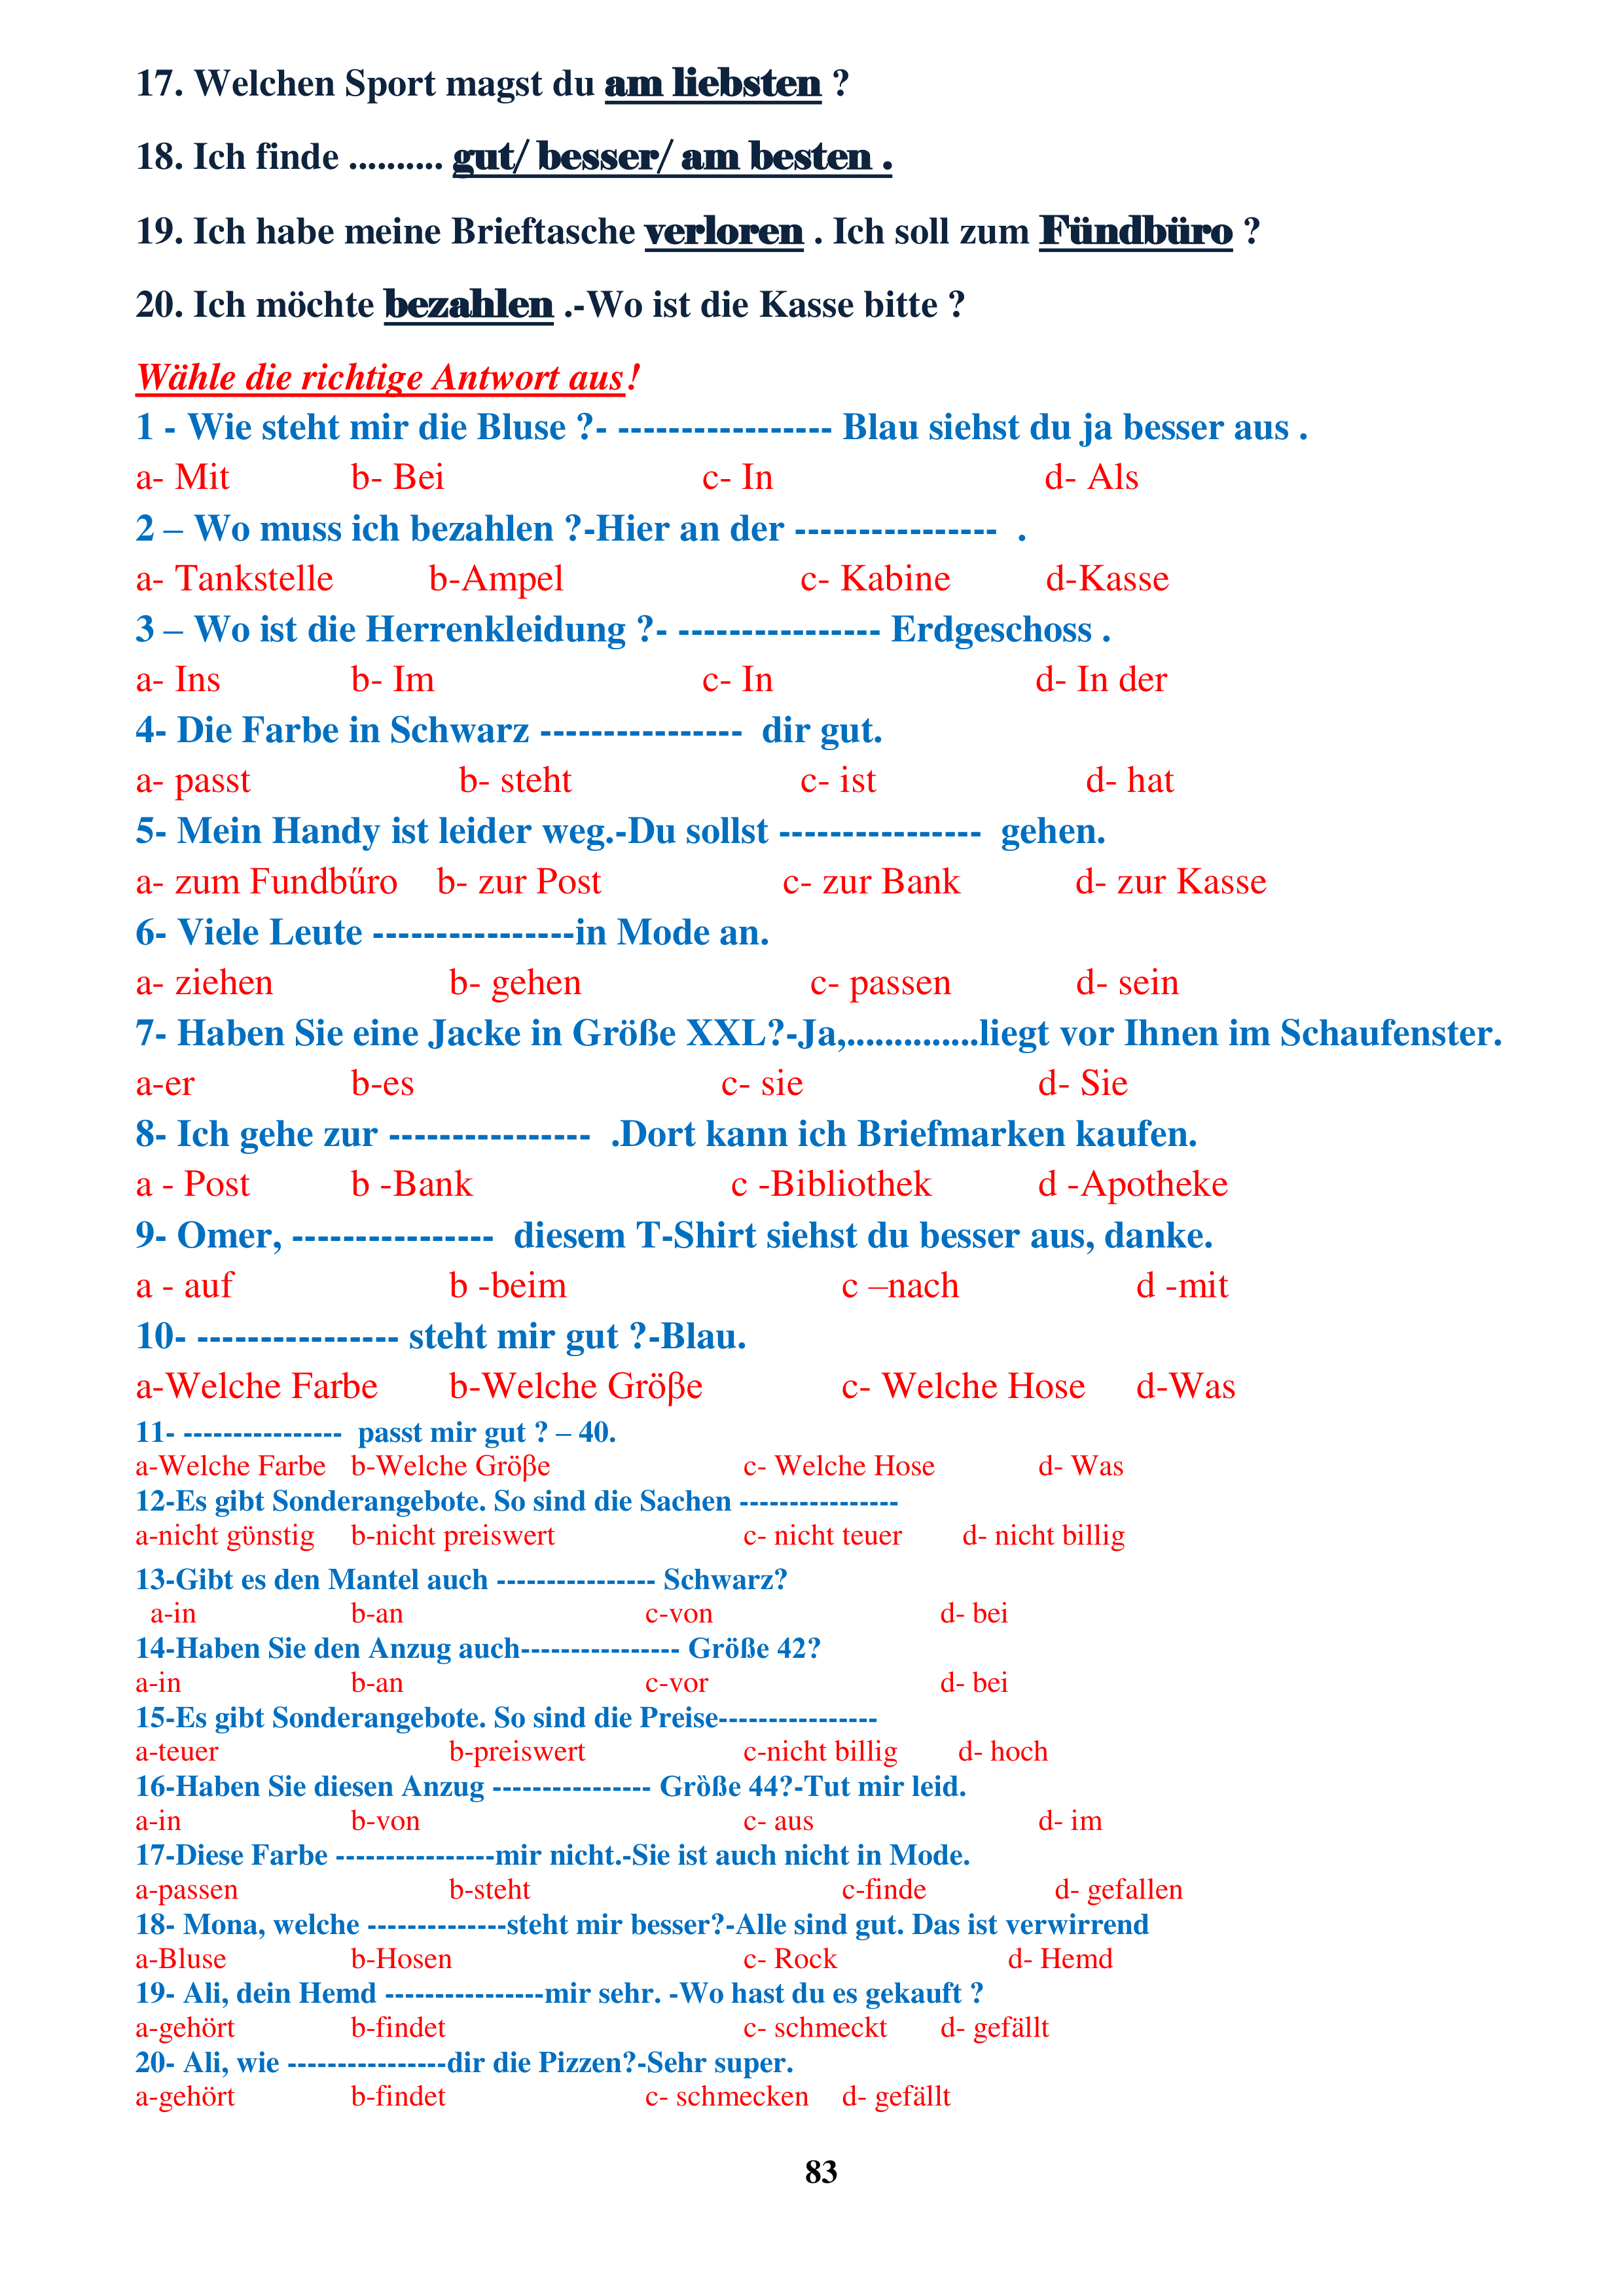 17. Welchen Sport magst du am liebsten ?
18. Ich finde .......... gut/ besser/ am besten .
19. Ich habe meine Brieftasche verloren . Ich soll zum Fündbüro ?
20. Ich möchte bezahlen .-Wo ist die Kasse bitte ?
Wähle die richtige Antwort aus!
1 - Wie steht mir die Bluse ?- ----------------- Blau siehst du ja besser aus .
a- Mit b- Bei c- In d- Als
2 – Wo muss ich bezahlen ?-Hier an der ---------------- .
a- Tankstelle b-Ampel c- Kabine d-Kasse
3 – Wo ist die Herrenkleidung ?- ---------------- Erdgeschoss .
a- Ins b- Im c- In d- In der
4- Die Farbe in Schwarz ---------------- dir gut.
a- passt b- steht c- ist d- hat
5- Mein Handy ist leider weg.-Du sollst ---------------- gehen.
a- zum Fundbűro b- zur Post c- zur Bank d- zur Kasse
6- Viele Leute ----------------in Mode an.
a- ziehen b- gehen c- passen d- sein
7- Haben Sie eine Jacke in Größe XXL?-Ja,..............liegt vor Ihnen im Schaufenster.
a-er b-es c- sie d- Sie
8- Ich gehe zur ---------------- .Dort kann ich Briefmarken kaufen.
a - Post b -Bank c -Bibliothek d -Apotheke
9- Omer, ---------------- diesem T-Shirt siehst du besser aus, danke.
a - auf b -beim c –nach d -mit
10- ---------------- steht mir gut ?-Blau.
a-Welche Farbe b-Welche Gröβe c- Welche Hose d-Was
11- ---------------- passt mir gut ? – 40.
a-Welche Farbe b-Welche Gröβe c- Welche Hose d- Was
12-Es gibt Sonderangebote. So sind die Sachen ----------------
a-nicht gϋnstig b-nicht preiswert c- nicht teuer d- nicht billig
13-Gibt es den Mantel auch ---------------- Schwarz?
a-in b-an c-von d- bei
14-Haben Sie den Anzug auch---------------- Größe 42?
a-in b-an c-vor d- bei
15-Es gibt Sonderangebote. So sind die Preise----------------
a-teuer b-preiswert c-nicht billig d- hoch
16-Haben Sie diesen Anzug ---------------- Grȍße 44?-Tut mir leid.
a-in b-von c- aus d- im
17-Diese Farbe ----------------mir nicht.-Sie ist auch nicht in Mode.
a-passen b-steht c-finde d- gefallen
18- Mona, welche --------------steht mir besser?-Alle sind gut. Das ist verwirrend
a-Bluse b-Hosen c- Rock d- Hemd
19- Ali, dein Hemd ----------------mir sehr. -Wo hast du es gekauft ?
a-gehört b-findet c- schmeckt d- gefällt
20- Ali, wie ----------------dir die Pizzen?-Sehr super.
a-gehört b-findet c- schmecken d- gefällt
83